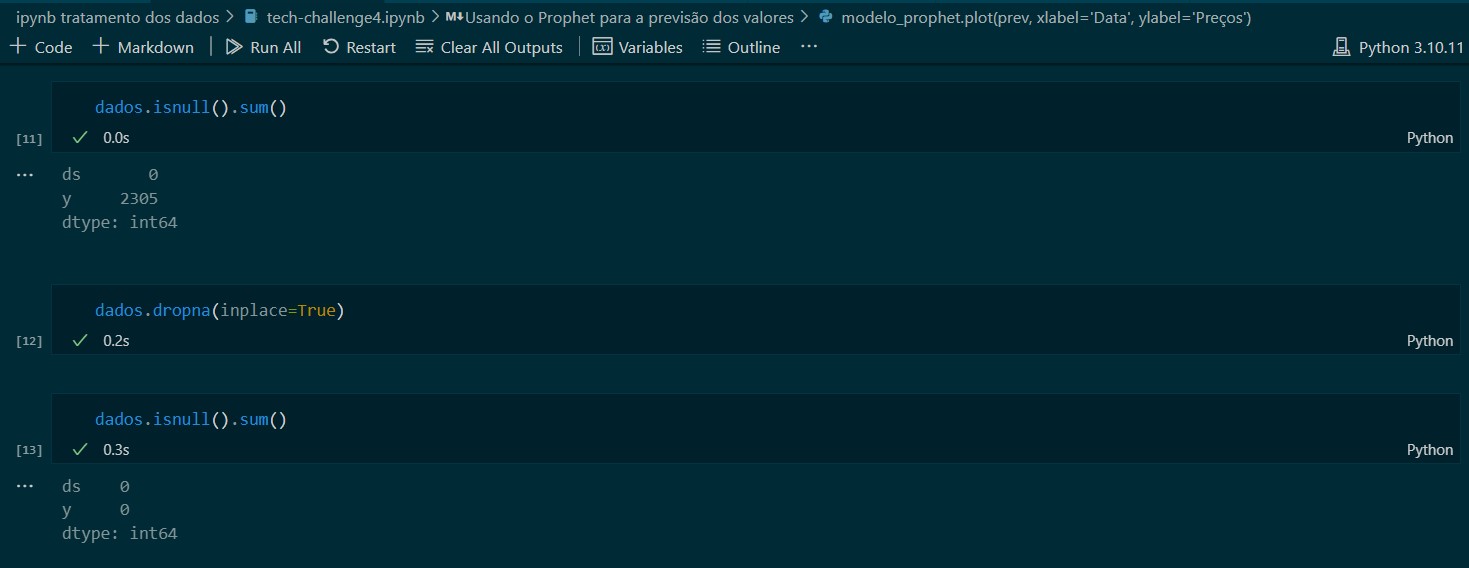 ipynb tratamento dos dados > tech-challenge4.ipynb > M↓Usando o Prophet para a previsão dos valores > modelo_prophet.plot(prev, xlabel='Data', ylabel='Preços')
+ Code + Markdown | Run All Restart Clear All Outputs | Variables Outline ... Python 3.10.11
dados.isnull().sum()
[11] ✓ 0.0s Python
... ds 0
y 2305
dtype: int64
dados.dropna(inplace=True)
[12] ✓ 0.2s Python
dados.isnull().sum()
[13] ✓ 0.3s Python
... ds 0
y 0
dtype: int64